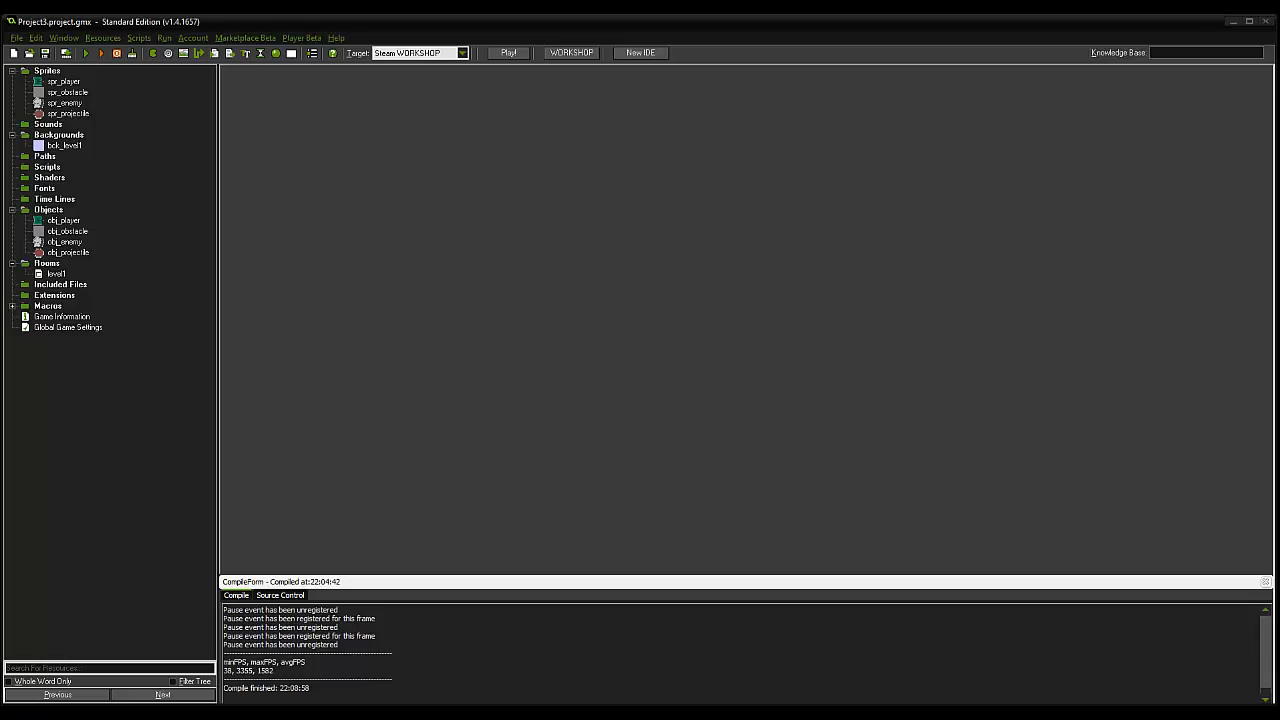 Project3.project.gmx - Standard Edition (v1.4.1657)
File Edit Window Resources Scripts Run Account Marketplace Beta Player Beta Help
Target: Steam WORKSHOP Play! WORKSHOP New IDE Knowledge Base:
Sprites
spr_player
spr_obstacle
spr_enemy
spr_projectile
Sounds
Backgrounds
bck_level1
Paths
Scripts
Shaders
Fonts
Time Lines
Objects
obj_player
obj_obstacle
obj_enemy
obj_projectile
Rooms
level1
Included Files
Extensions
Macros
Game Information
Global Game Settings
Search For Resources...
Whole Word Only Filter Tree
Previous Next
CompileForm - Compiled at:22:04:42
Compile Source Control
Pause event has been unregistered
Pause event has been registered for this frame
Pause event has been unregistered
Pause event has been registered for this frame
Pause event has been unregistered
minFPS, maxFPS, avgFPS
38, 3355, 1582
Compile finished: 22:08:58